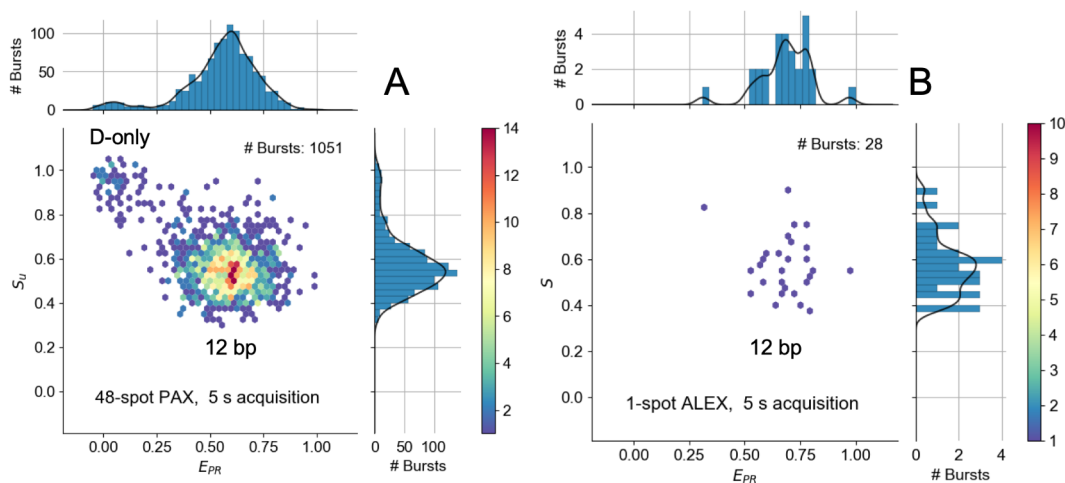 A
# Bursts
100
50
0
D-only
# Bursts: 1051
S_u
1.0
0.8
0.6
0.4
0.2
0.0
12 bp
48-spot PAX, 5 s acquisition
0.00 0.25 0.50 0.75 1.00
E_PR
0 50 100
# Bursts
14
12
10
8
6
4
2
B
# Bursts
4
2
0
# Bursts: 28
S
1.0
0.8
0.6
0.4
0.2
0.0
12 bp
1-spot ALEX, 5 s acquisition
0.00 0.25 0.50 0.75 1.00
E_PR
0 2 4
# Bursts
10
9
8
7
6
5
4
3
2
1